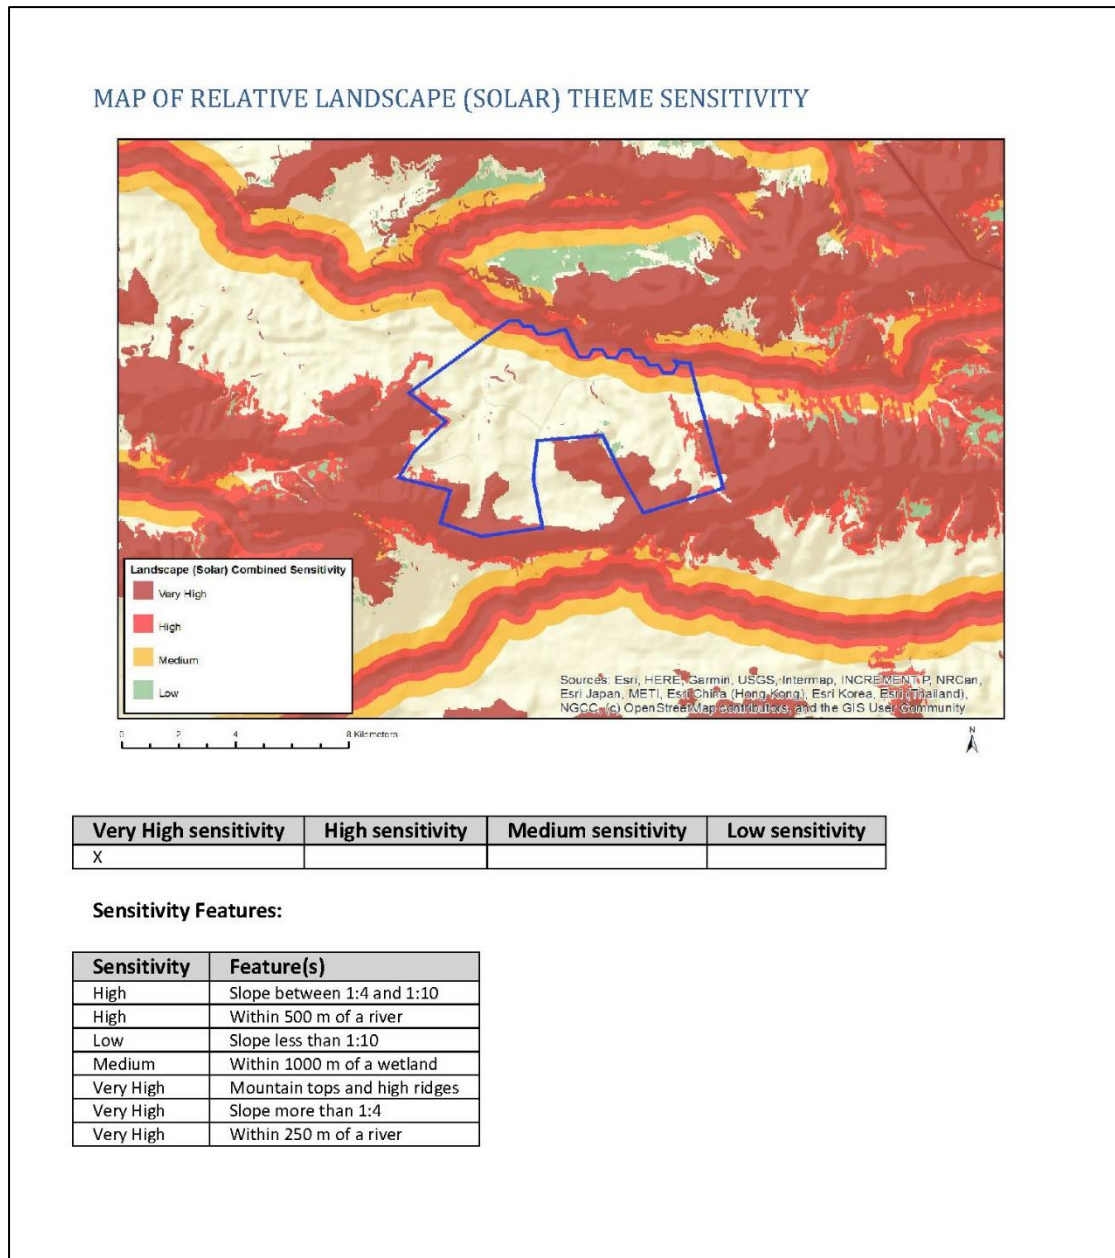 MAP OF RELATIVE LANDSCAPE (SOLAR) THEME SENSITIVITY
Landscape (Solar) Combined Sensitivity
Very High
High
Medium
Low
Sources: Esri, HERE, Garmin, USGS, Intermap, INCREMENT P, NRCan,
Esri Japan, METI, Esri China (Hong Kong), Esri Korea, Esri (Thailand),
NGCC, (c) OpenStreetMap contributors, and the GIS User Community
0 2 4 8 Kilometers
N
Very High sensitivity High sensitivity Medium sensitivity Low sensitivity
X
Sensitivity Features:
Sensitivity Feature(s)
High Slope between 1:4 and 1:10
High Within 500 m of a river
Low Slope less than 1:10
Medium Within 1000 m of a wetland
Very High Mountain tops and high ridges
Very High Slope more than 1:4
Very High Within 250 m of a river